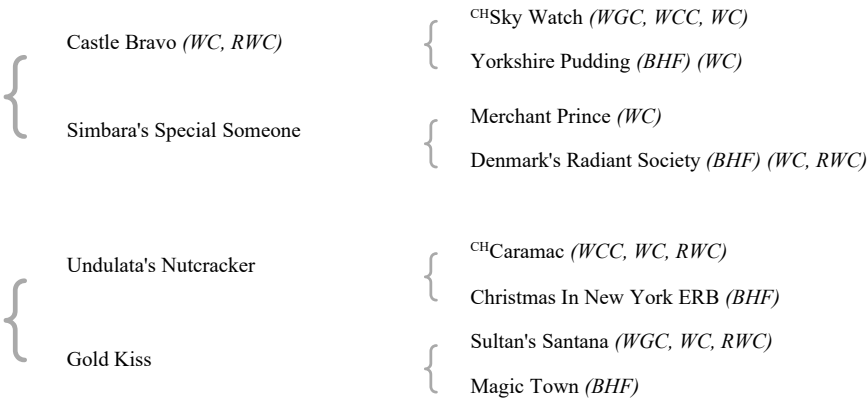 CHSky Watch (WGC, WCC, WC)
Castle Bravo (WC, RWC)
Yorkshire Pudding (BHF) (WC)
Merchant Prince (WC)
Simbara's Special Someone
Denmark's Radiant Society (BHF) (WC, RWC)
CHCaramac (WCC, WC, RWC)
Undulata's Nutcracker
Christmas In New York ERB (BHF)
Sultan's Santana (WGC, WC, RWC)
Gold Kiss
Magic Town (BHF)